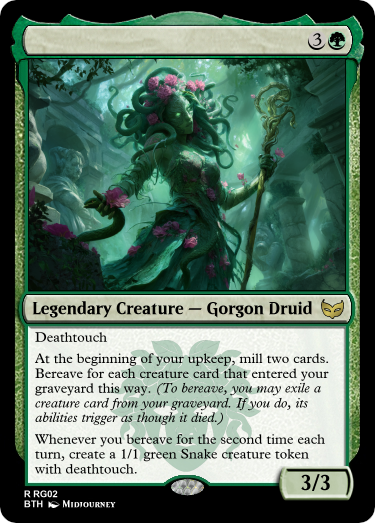 3
Legendary Creature — Gorgon Druid
Deathtouch
At the beginning of your upkeep, mill two cards.
Bereave for each creature card that entered your
graveyard this way. (To bereave, you may exile a
creature card from your graveyard. If you do, its
abilities trigger as though it died.)
Whenever you bereave for the second time each
turn, create a 1/1 green Snake creature token
with deathtouch.
3/3
R RG02
BTH Midjourney